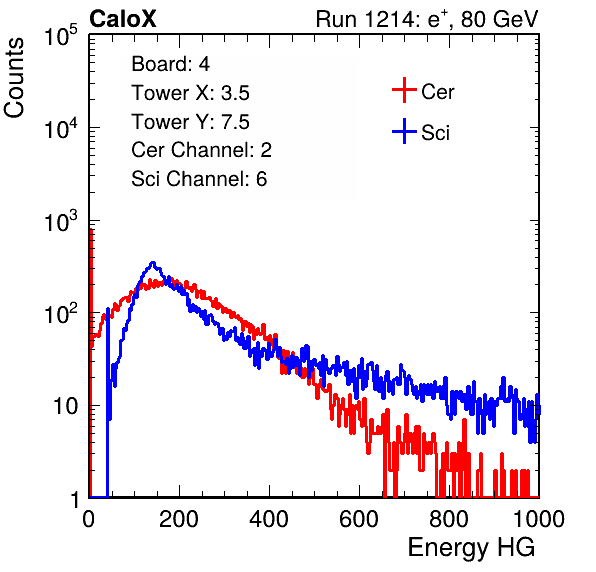 CaloX Run 1214: e⁺, 80 GeV
Counts
Board: 4
Tower X: 3.5
Tower Y: 7.5
Cer Channel: 2
Sci Channel: 6
Cer
Sci
10⁵
10⁴
10³
10²
10
1
0 200 400 600 800 1000
Energy HG